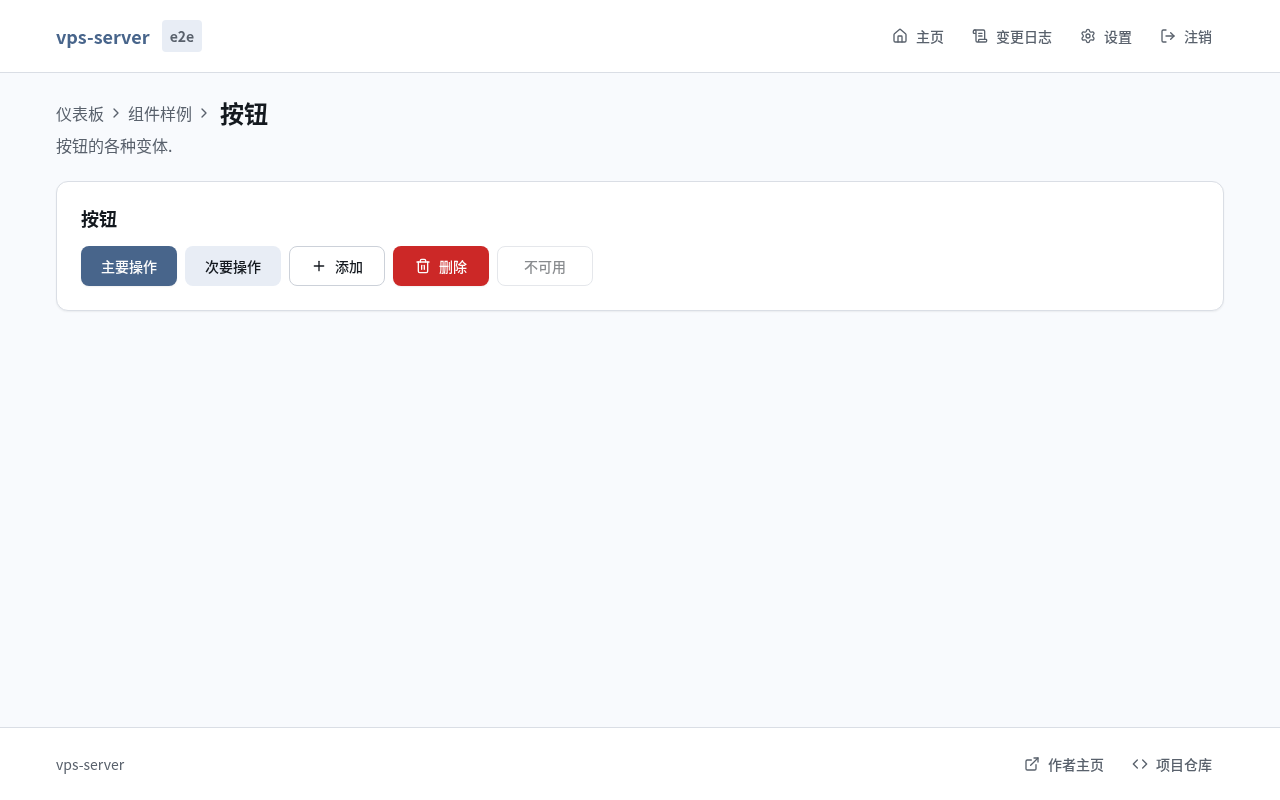 vps-server e2e 主页 变更日志 设置 注销
仪表板 组件样例 按钮
按钮的各种变体.
按钮
主要操作 次要操作 添加 删除 不可用
vps-server 作者主页 项目仓库